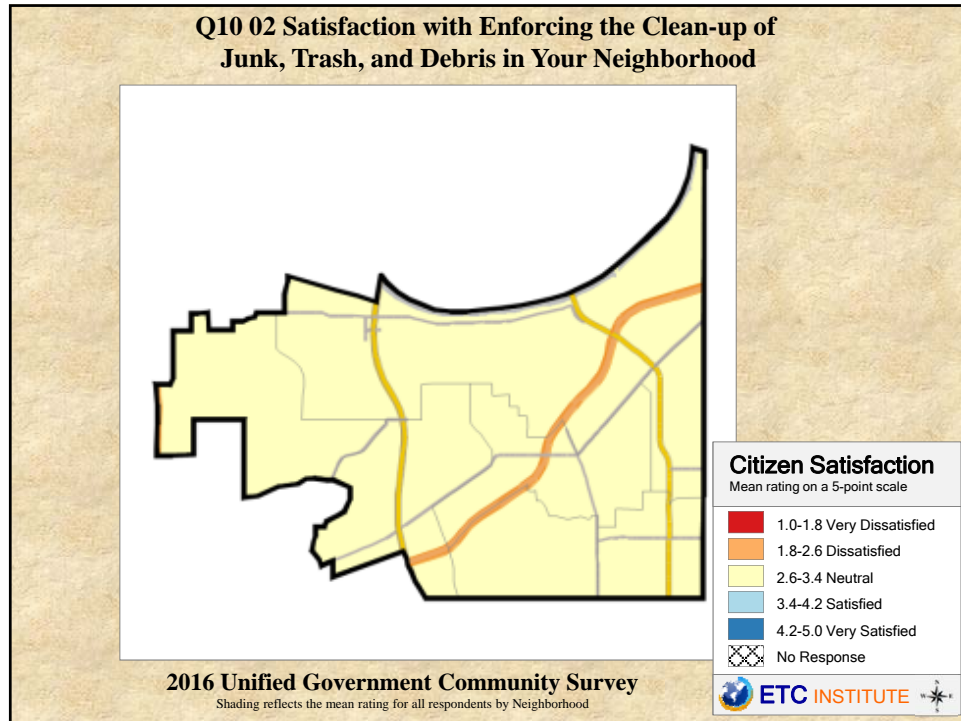 Q10 02 Satisfaction with Enforcing the Clean-up of
Junk, Trash, and Debris in Your Neighborhood
Citizen Satisfaction
Mean rating on a 5-point scale
1.0-1.8 Very Dissatisfied
1.8-2.6 Dissatisfied
2.6-3.4 Neutral
3.4-4.2 Satisfied
4.2-5.0 Very Satisfied
No Response
2016 Unified Government Community Survey
Shading reflects the mean rating for all respondents by Neighborhood
ETC INSTITUTE
N
W E
S